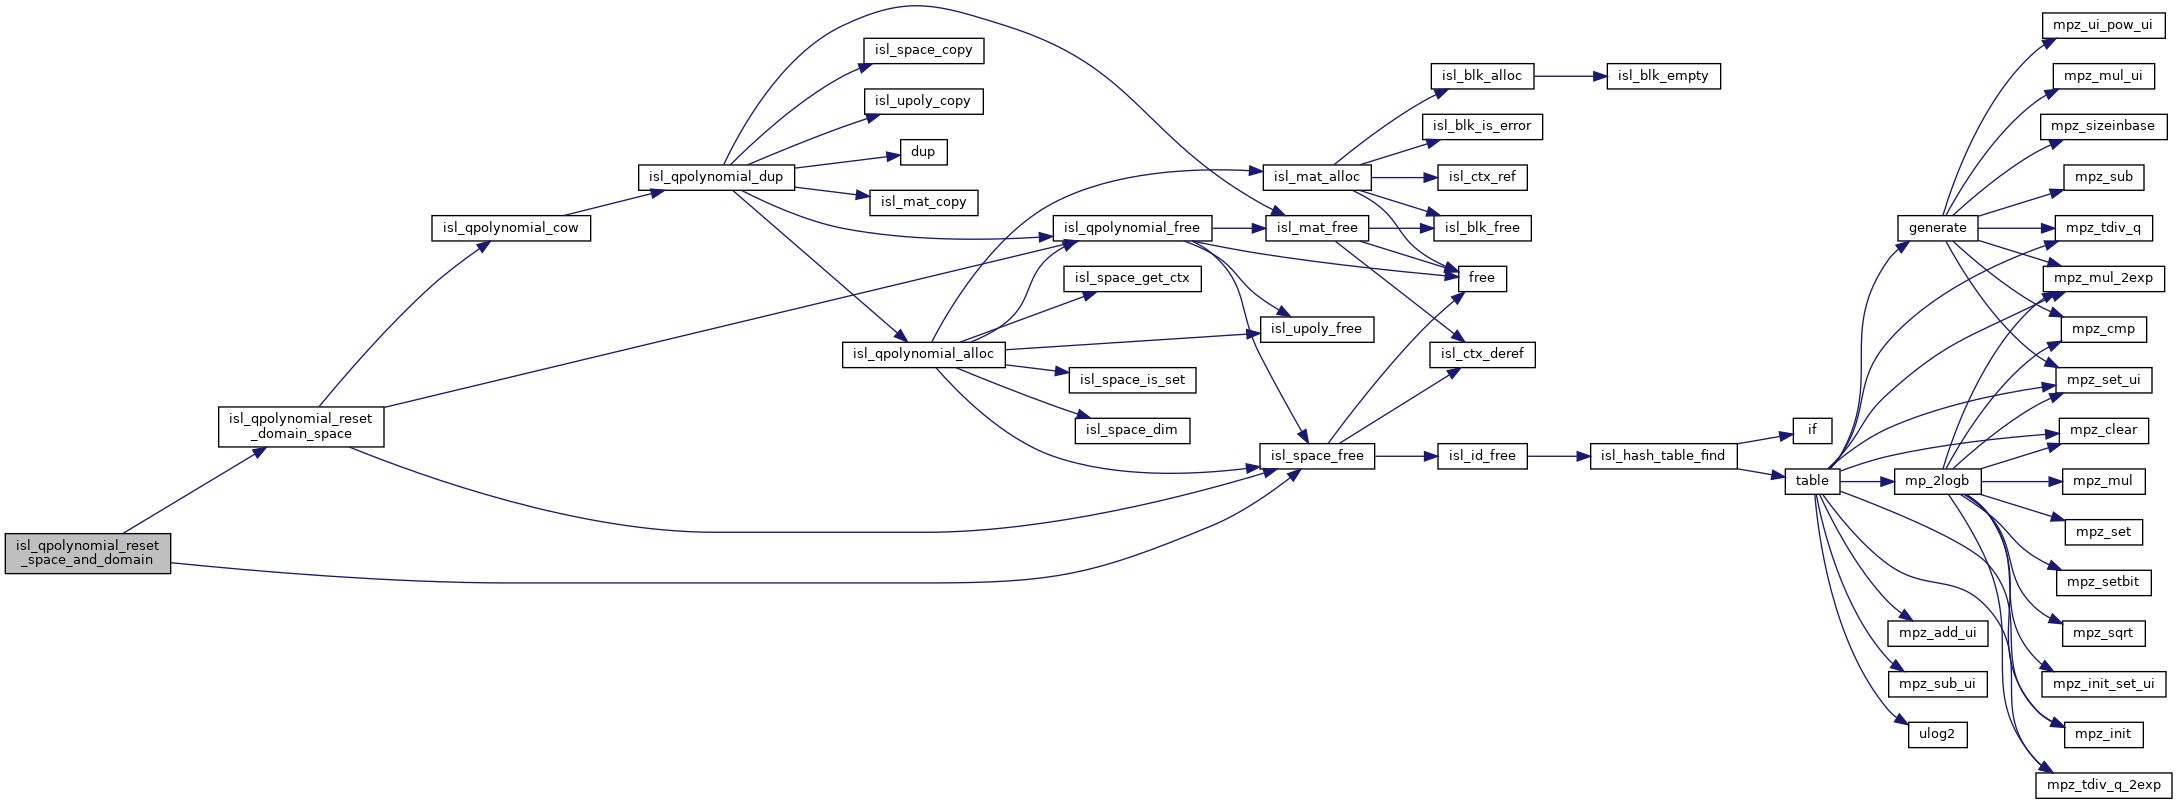 isl_qpolynomial_reset
_space_and_domain
isl_qpolynomial_reset
_domain_space
isl_qpolynomial_cow
isl_qpolynomial_dup
isl_space_copy
isl_upoly_copy
dup
isl_mat_copy
isl_qpolynomial_alloc
isl_qpolynomial_free
isl_space_get_ctx
isl_space_is_set
isl_space_dim
isl_mat_alloc
isl_mat_free
isl_upoly_free
isl_space_free
isl_blk_alloc
isl_blk_is_error
isl_ctx_ref
isl_blk_free
free
isl_ctx_deref
isl_id_free
isl_blk_empty
isl_hash_table_find
if
table
generate
mp_2logb
mpz_add_ui
mpz_sub_ui
ulog2
mpz_ui_pow_ui
mpz_mul_ui
mpz_sizeinbase
mpz_sub
mpz_tdiv_q
mpz_mul_2exp
mpz_cmp
mpz_set_ui
mpz_clear
mpz_mul
mpz_set
mpz_setbit
mpz_sqrt
mpz_init_set_ui
mpz_init
mpz_tdiv_q_2exp